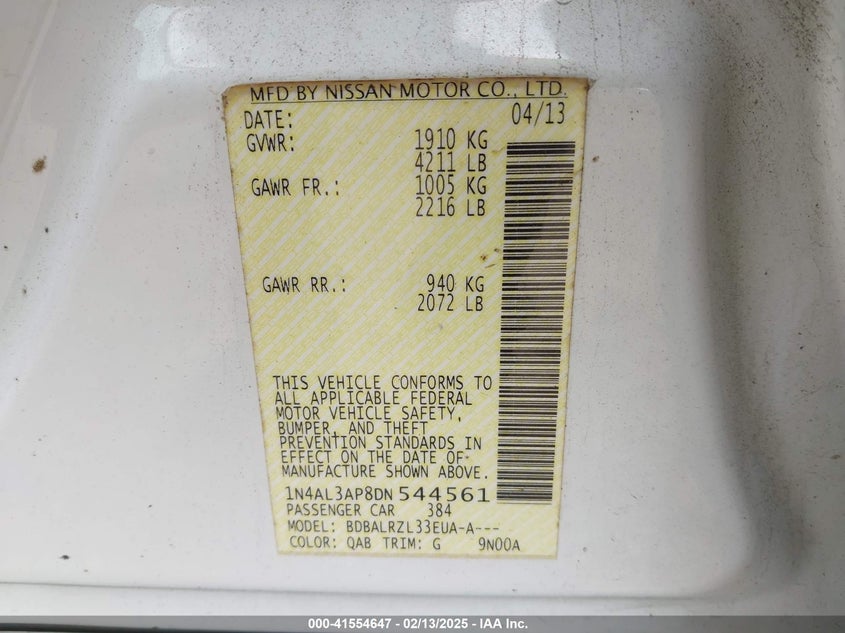 MFD BY NISSAN MOTOR CO., LTD.
DATE: 04/13
GVWR: 1910 KG
4211 LB
GAWR FR.: 1005 KG
2216 LB
GAWR RR.: 940 KG
2072 LB
THIS VEHICLE CONFORMS TO
ALL APPLICABLE FEDERAL
MOTOR VEHICLE SAFETY,
BUMPER, AND THEFT
PREVENTION STANDARDS IN
EFFECT ON THE DATE OF
MANUFACTURE SHOWN ABOVE.
1N4AL3AP8DN544561
PASSENGER CAR 384
MODEL: BDBALRZL33EUA-A---
COLOR: QAB TRIM: G 9N00A
000-41554647 - 02/13/2025 - IAA Inc.